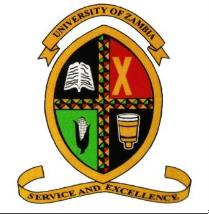 UNIVERSITY OF ZAMBIA
SERVICE AND EXCELLENCE